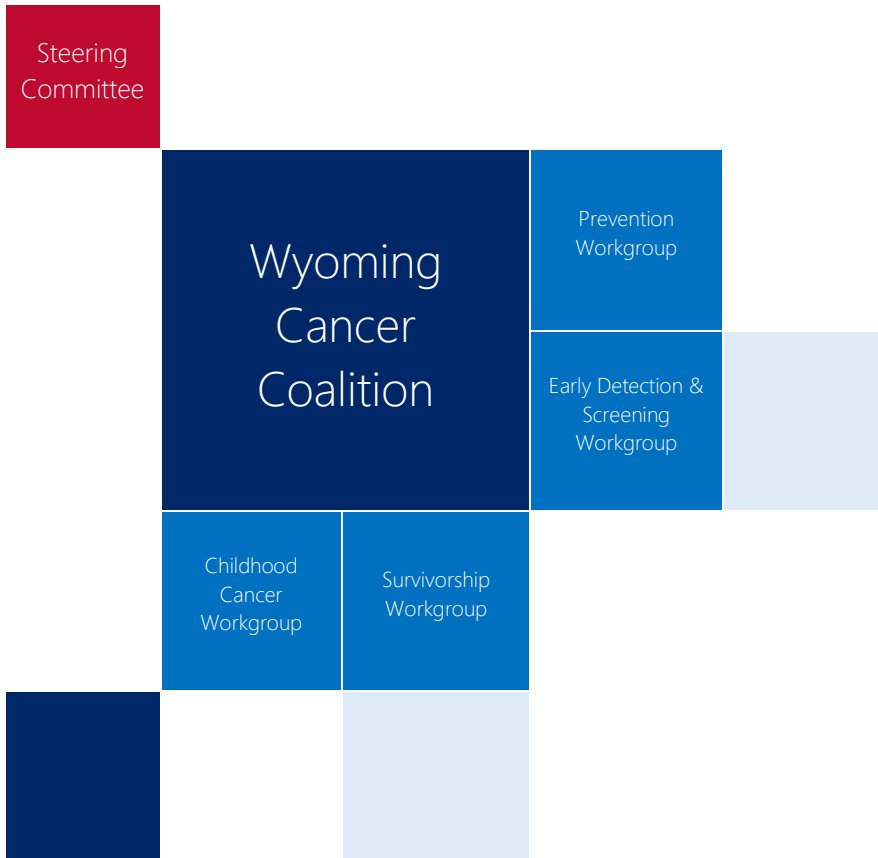 Steering
Committee
Wyoming
Cancer
Coalition
Prevention
Workgroup
Early Detection &
Screening
Workgroup
Childhood
Cancer
Workgroup
Survivorship
Workgroup